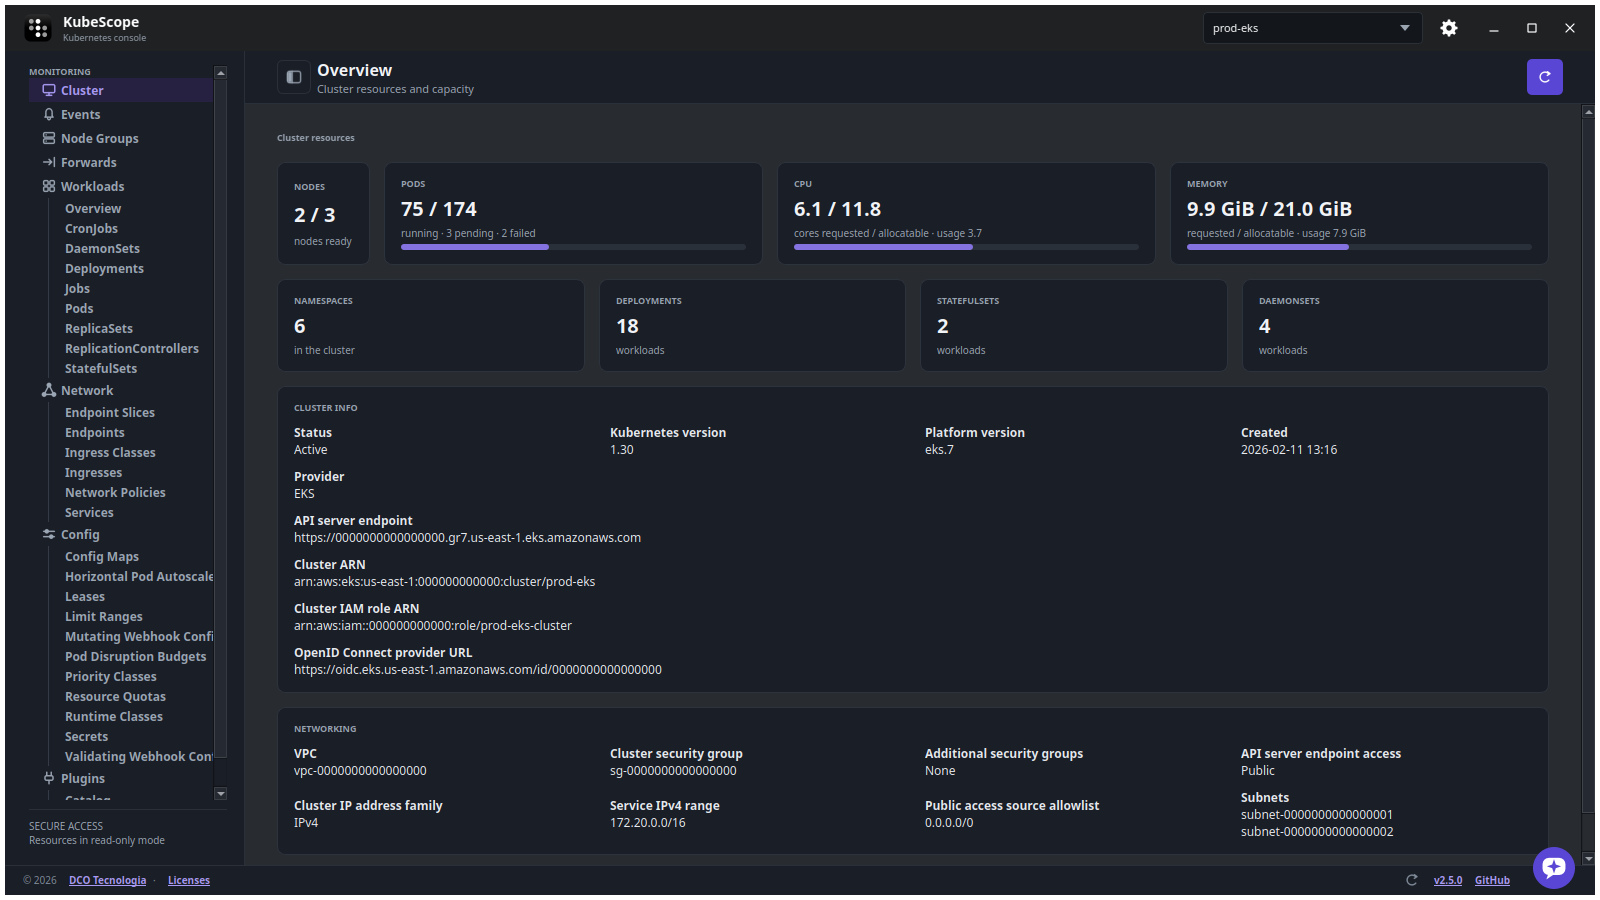 KubeScope
Kubernetes console
prod-eks
MONITORING
Cluster
Events
Node Groups
Forwards
Workloads
Overview
CronJobs
DaemonSets
Deployments
Jobs
Pods
ReplicaSets
ReplicationControllers
StatefulSets
Network
Endpoint Slices
Endpoints
Ingress Classes
Ingresses
Network Policies
Services
Config
Config Maps
Horizontal Pod Autoscale
Leases
Limit Ranges
Mutating Webhook Confi
Pod Disruption Budgets
Priority Classes
Resource Quotas
Runtime Classes
Secrets
Validating Webhook Con
Plugins
Catalog
SECURE ACCESS
Resources in read-only mode
Overview
Cluster resources and capacity
Cluster resources
NODES
2 / 3
nodes ready
PODS
75 / 174
running · 3 pending · 2 failed
CPU
6.1 / 11.8
cores requested / allocatable · usage 3.7
MEMORY
9.9 GiB / 21.0 GiB
requested / allocatable · usage 7.9 GiB
NAMESPACES
6
in the cluster
DEPLOYMENTS
18
workloads
STATEFULSETS
2
workloads
DAEMONSETS
4
workloads
CLUSTER INFO
Status
Active
Kubernetes version
1.30
Platform version
eks.7
Created
2026-02-11 13:16
Provider
EKS
API server endpoint
https://0000000000000000.gr7.us-east-1.eks.amazonaws.com
Cluster ARN
arn:aws:eks:us-east-1:000000000000:cluster/prod-eks
Cluster IAM role ARN
arn:aws:iam::000000000000:role/prod-eks-cluster
OpenID Connect provider URL
https://oidc.eks.us-east-1.amazonaws.com/id/0000000000000000
NETWORKING
VPC
vpc-0000000000000000
Cluster security group
sg-0000000000000000
Additional security groups
None
API server endpoint access
Public
Cluster IP address family
IPv4
Service IPv4 range
172.20.0.0/16
Public access source allowlist
0.0.0.0/0
Subnets
subnet-0000000000000001
subnet-0000000000000002
© 2026 DCO Tecnologia · Licenses
v2.5.0 GitHub